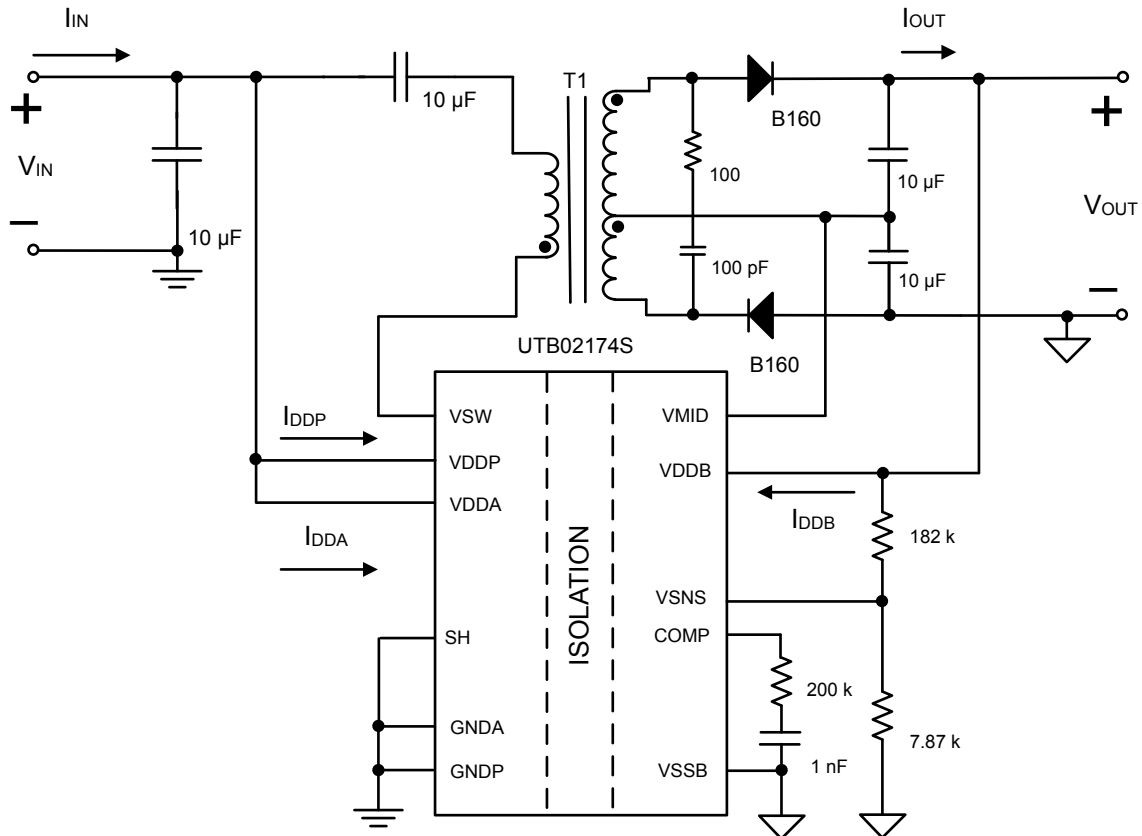 IIN
IOUT
+
10 µF
T1
B160
+
VIN
100
10 µF
VOUT
–
10 µF
100 pF
10 µF
–
UTB02174S
B160
IDDP
VSW
VMID
VDDP
VDDB
VDDA
IDDB
182 k
IDDA
ISOLATION
VSNS
SH
COMP
200 k
GNDA
7.87 k
1 nF
GNDP
VSSB